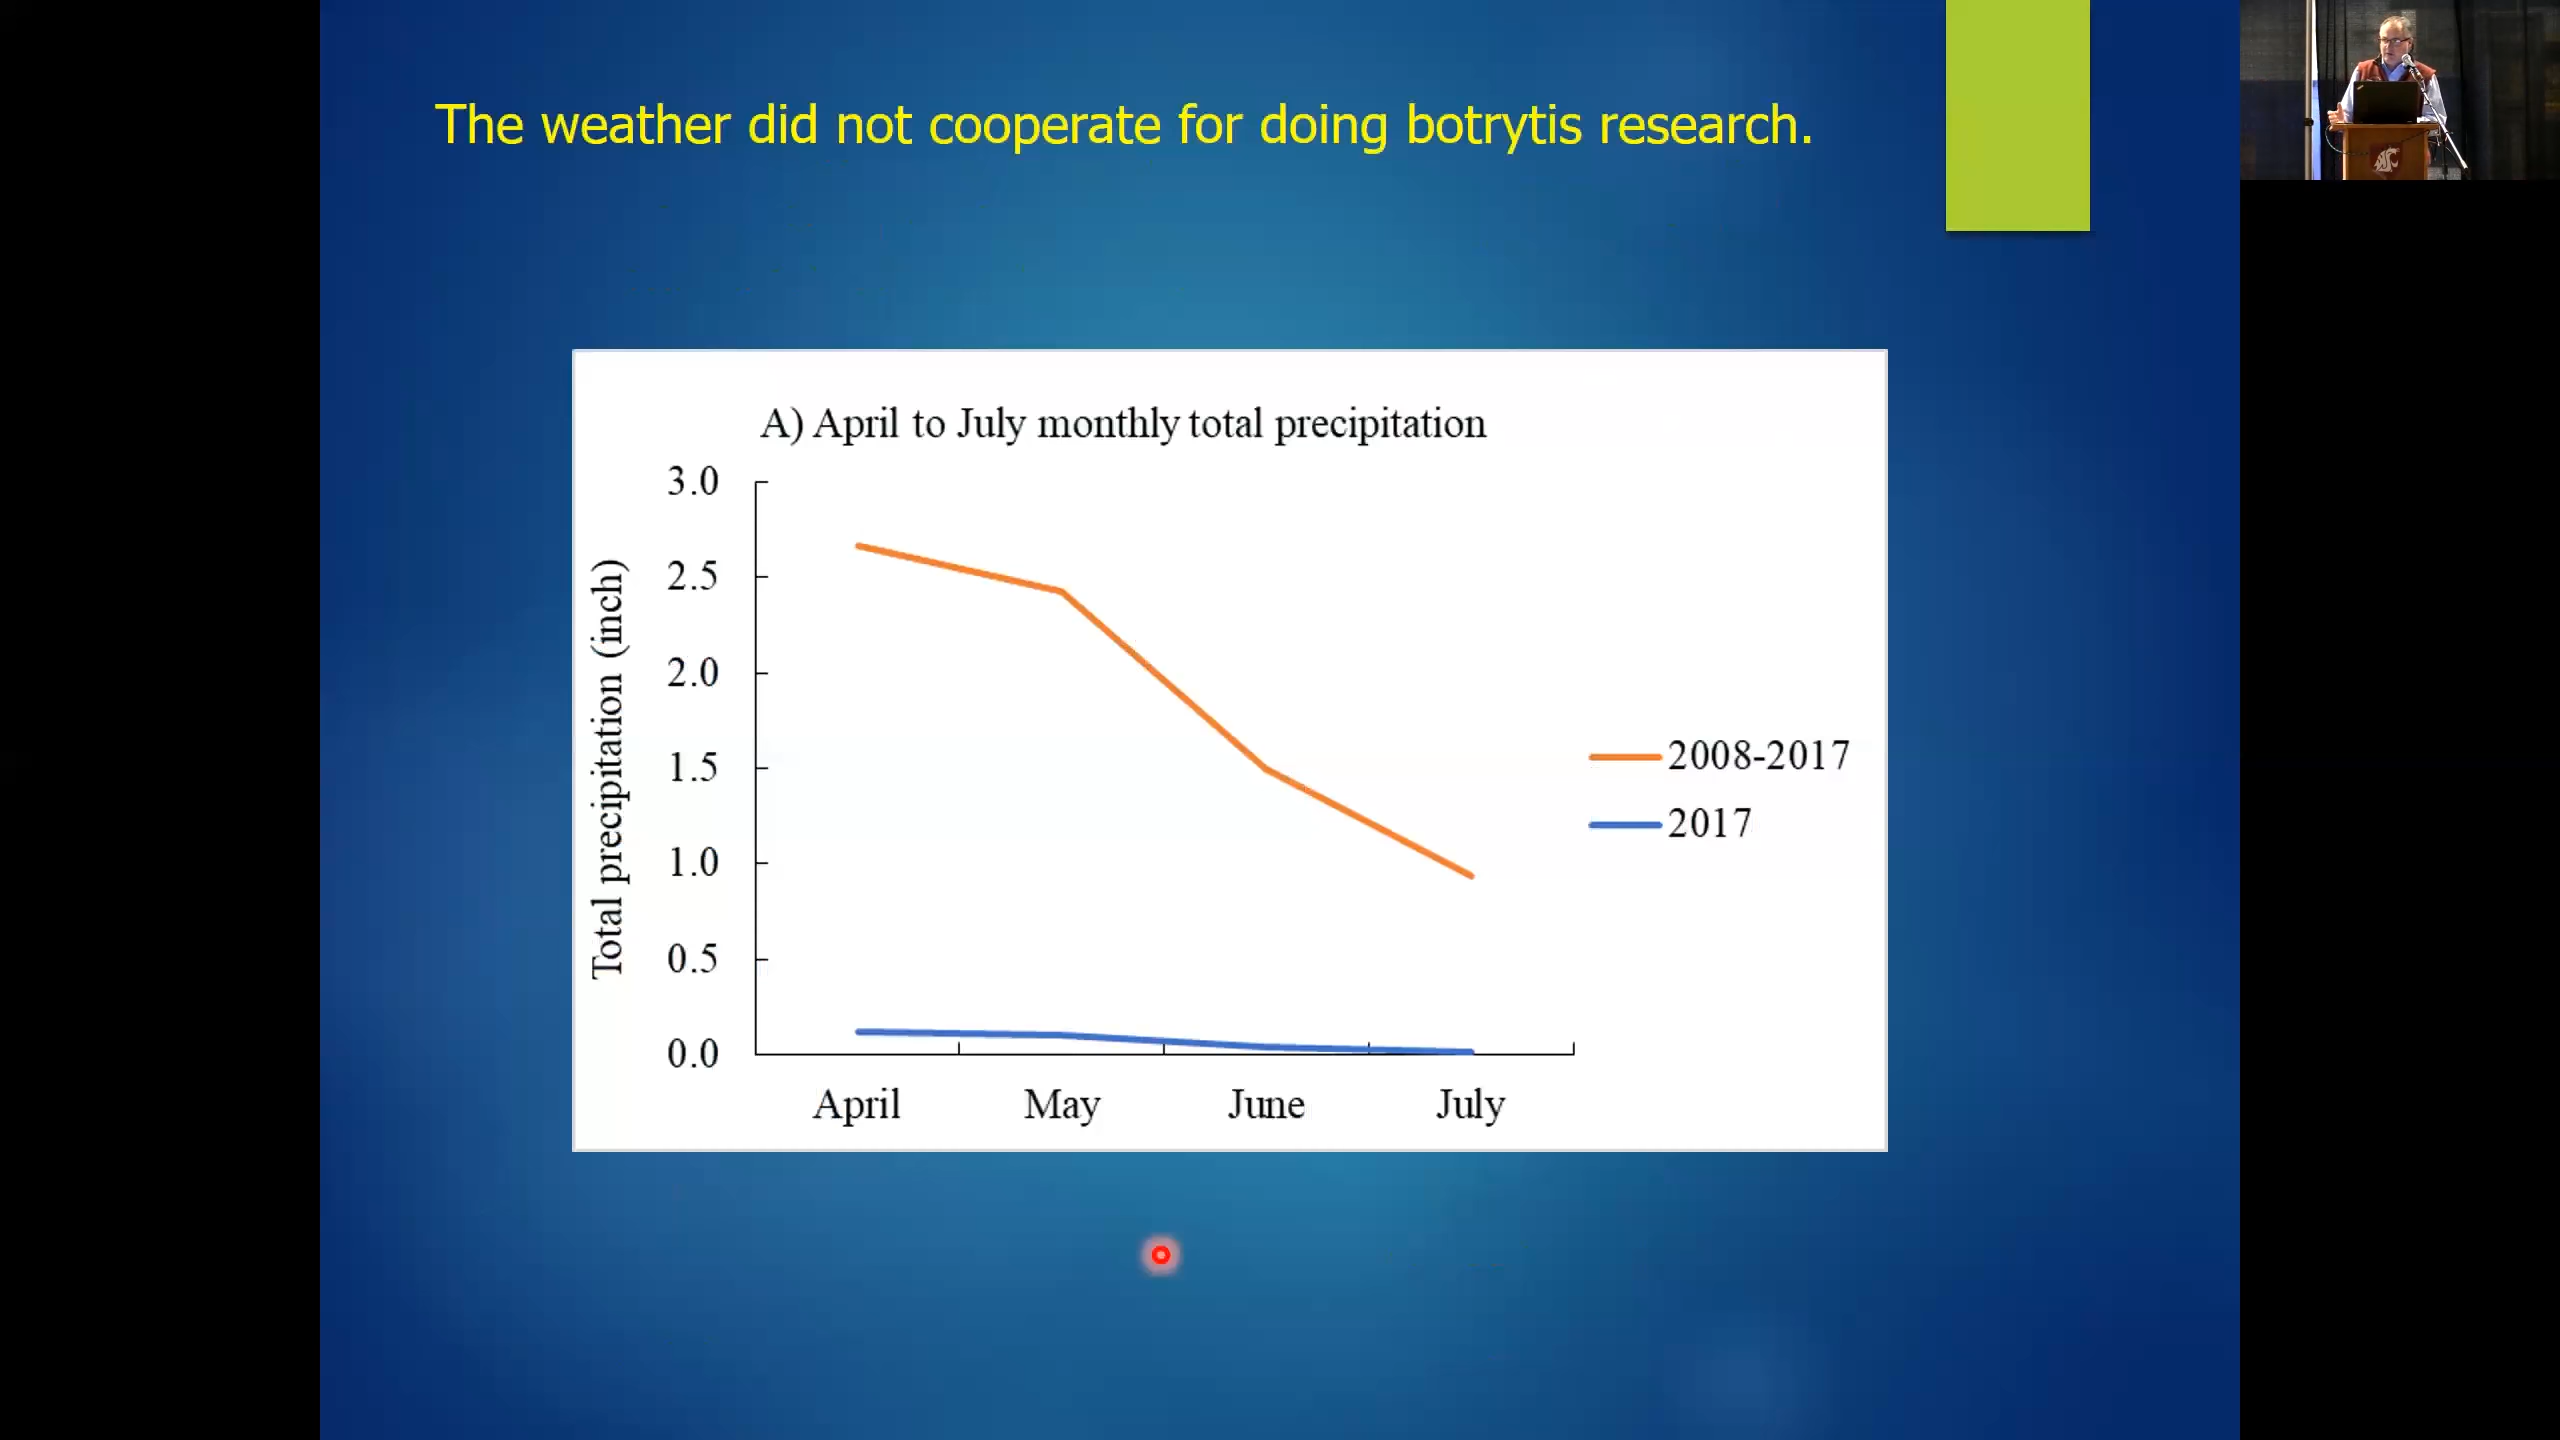 The weather did not cooperate for doing botrytis research.
A) April to July monthly total precipitation
Total precipitation (inch)
3.0
2.5
2.0
1.5
1.0
0.5
0.0
April May June July
2008-2017
2017